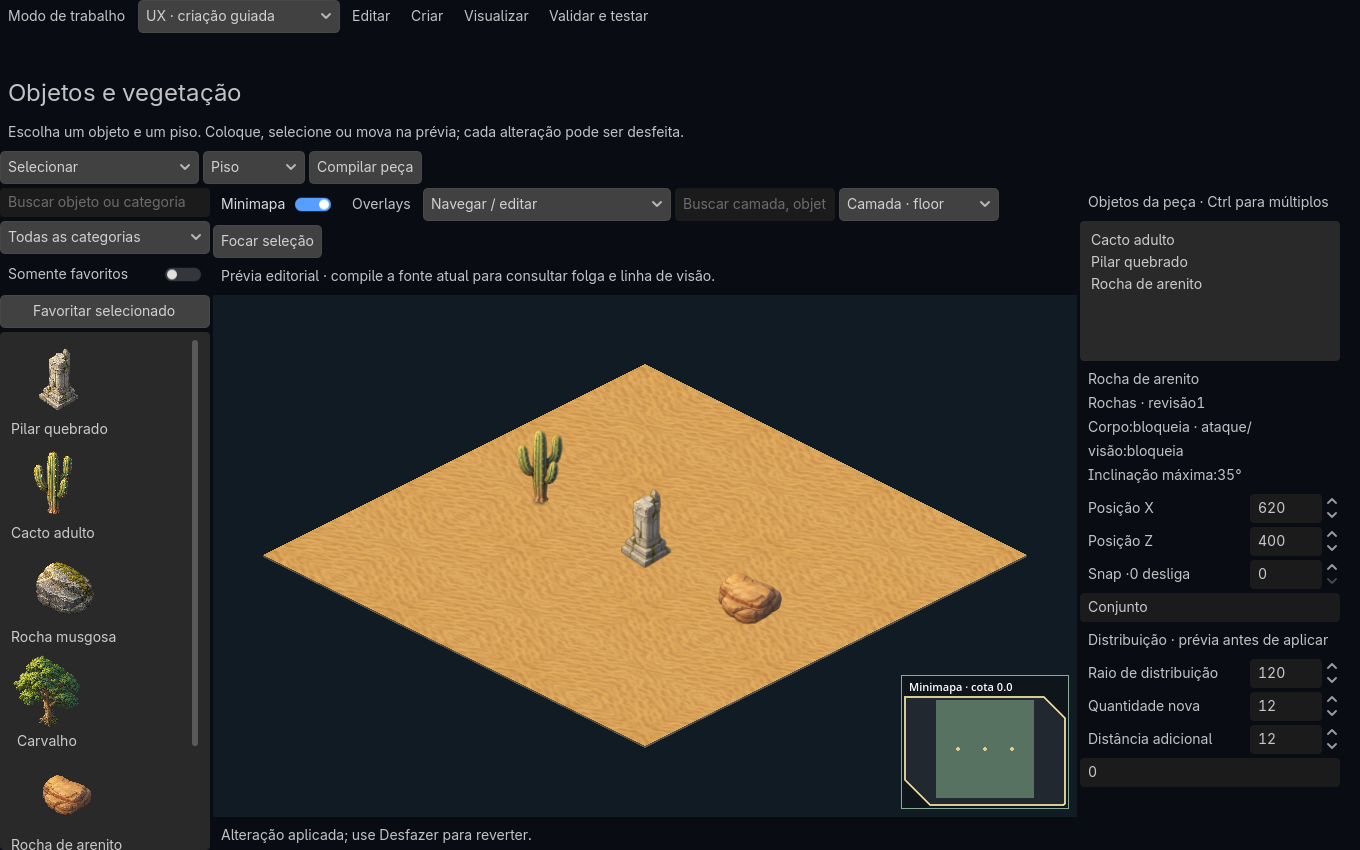 Modo de trabalho
UX · criação guiada
Editar
Criar
Visualizar
Validar e testar
Objetos e vegetação
Escolha um objeto e um piso. Coloque, selecione ou mova na prévia; cada alteração pode ser desfeita.
Selecionar
Piso
Compilar peça
Buscar objeto ou categoria
Todas as categorias
Somente favoritos
Favoritar selecionado
Pilar quebrado
Cacto adulto
Rocha musgosa
Carvalho
Rocha de arenito
Minimapa
Overlays
Navegar / editar
Buscar camada, objet
Camada · floor
Focar seleção
Prévia editorial · compile a fonte atual para consultar folga e linha de visão.
Minimapa · cota 0.0
Alteração aplicada; use Desfazer para reverter.
Objetos da peça · Ctrl para múltiplos
Cacto adulto
Pilar quebrado
Rocha de arenito
Rocha de arenito
Rochas · revisão1
Corpo:bloqueia · ataque/
visão:bloqueia
Inclinação máxima:35°
Posição X 620
Posição Z 400
Snap ·0 desliga 0
Conjunto
Distribuição · prévia antes de aplicar
Raio de distribuição 120
Quantidade nova 12
Distância adicional 12
0